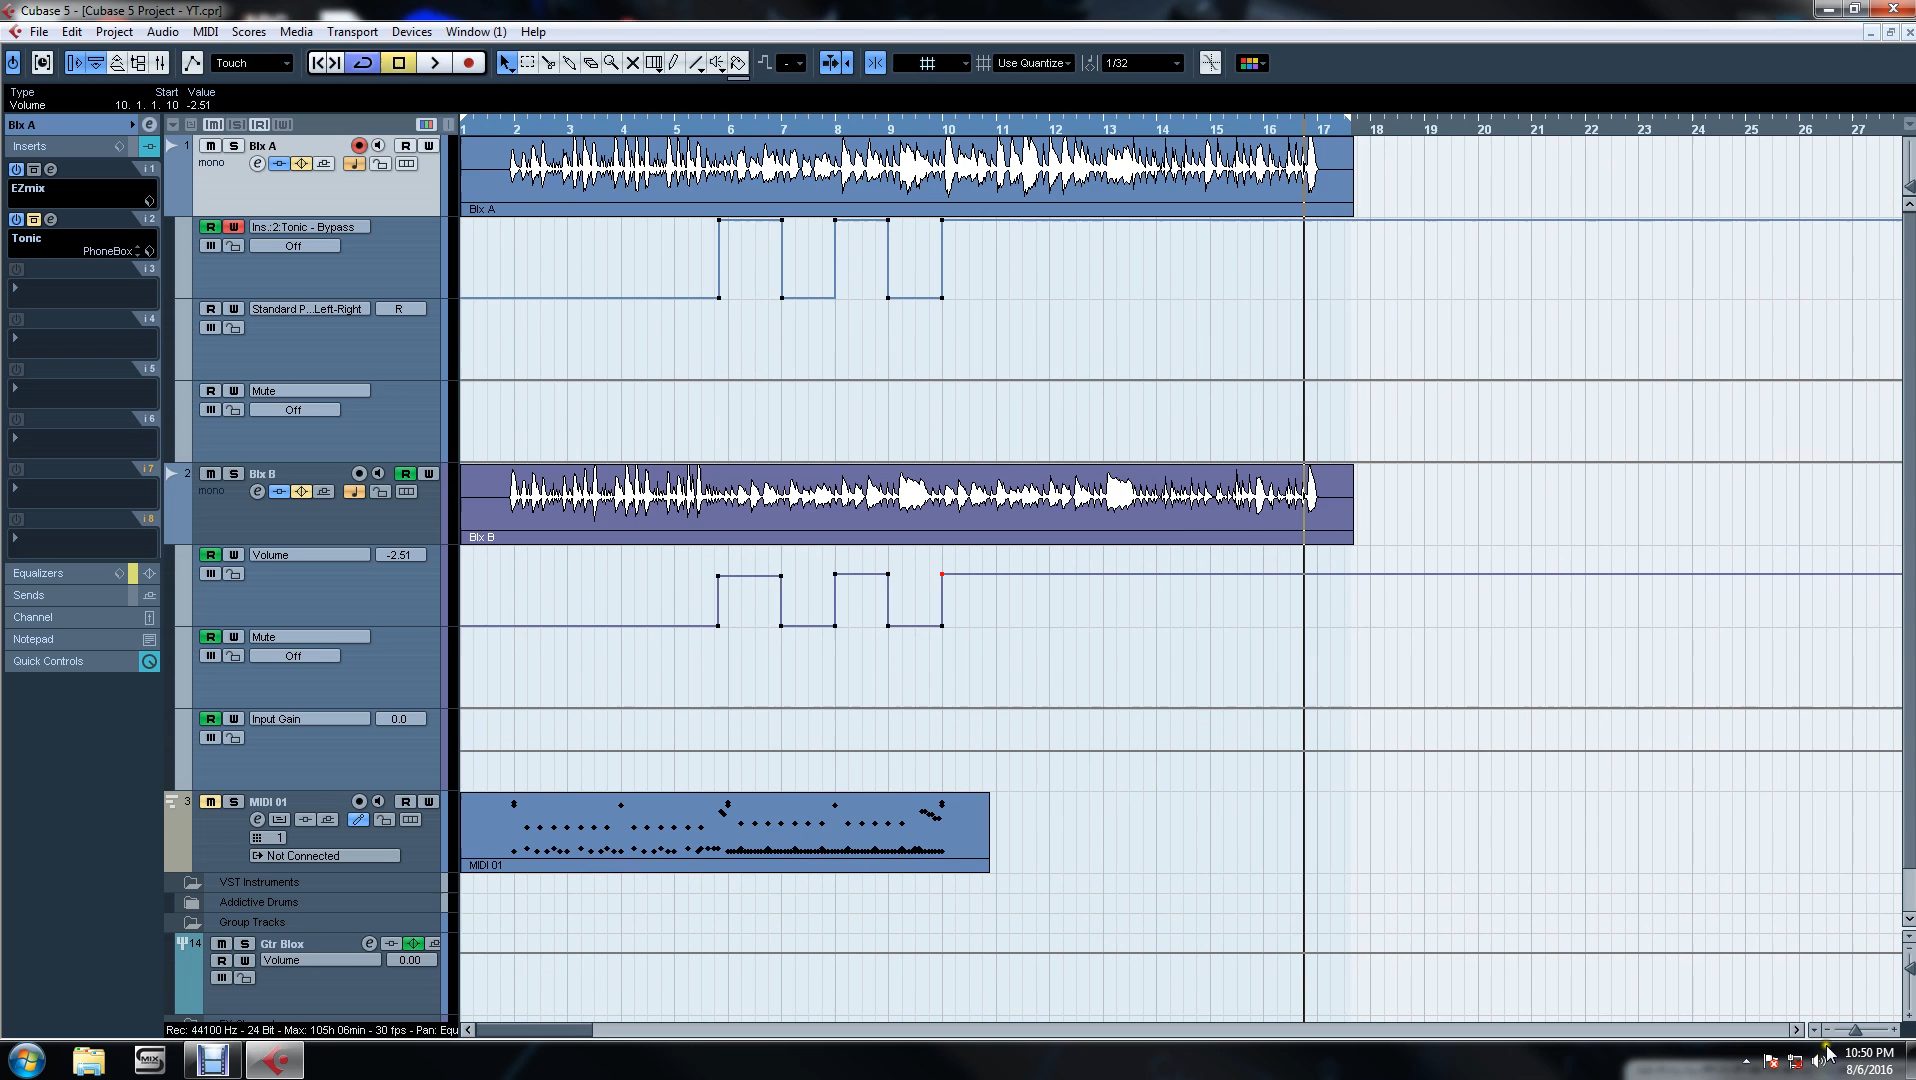 Cubase 5 - [Cubase 5 Project - YT.cpr]
File Edit Project Audio MIDI Scores Media Transport Devices Window (1) Help
Touch - Use Quantize 1/32
Type Start Value
Volume 10. 1. 1. 10 -2.51
Blx A e [M] [S] [R] [W] 1 2 3 4 5 6 7 8 9 10 11 12 13 14 15 16 17 18 19 20 21 22 23 24 25 26 27
Inserts 1 M S Blx A R W
mono e
i 1
EZmix
i 2
Tonic
PhoneBox
i 3
i 4
i 5
i 6
i 7
i 8
Blx A
R W Ins.:2:Tonic - Bypass
Off
R W Standard P...Left-Right R
R W Mute
Off
2 M S Blx B R W
mono e
Blx B
R W Volume -2.51
Equalizers
Sends
Channel
Notepad
Quick Controls
R W Mute
Off
R W Input Gain 0.0
3 M S MIDI 01 R W
e
1
Not Connected
MIDI 01
VST Instruments
Addictive Drums
Group Tracks
14 M S Gtr Blox e
R W Volume 0.00
Rec: 44100 Hz - 24 Bit - Max: 105h 06min - 30 fps - Pan: Equ
MIX
10:50 PM
8/6/2016